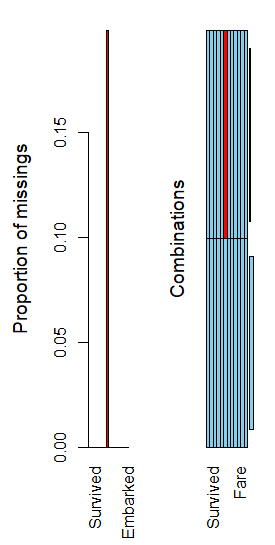 Proportion of missings
0.00
0.05
0.10
0.15
Survived
Embarked
Combinations
Survived
Fare